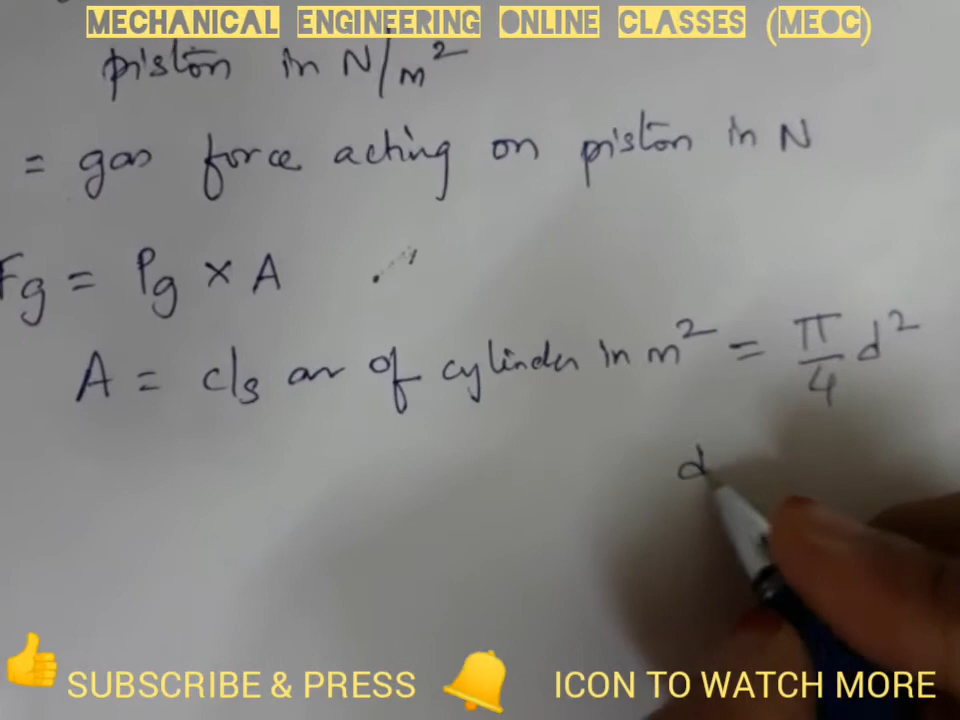 MECHANICAL ENGINEERING ONLINE CLASSES (MEOC)
piston in N/m²
= gas force acting on piston in N
Fg = Pg × A
A = c/s ar of cylinder in m² = π/4 d²
d
SUBSCRIBE & PRESS ICON TO WATCH MORE